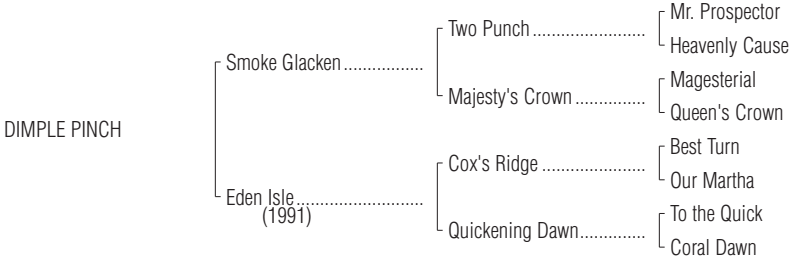 Mr. Prospector
Two Punch
Heavenly Cause
Smoke Glacken
Magesterial
Majesty's Crown
Queen's Crown
DIMPLE PINCH
Best Turn
Cox's Ridge
Our Martha
Eden Isle
(1991)
To the Quick
Quickening Dawn
Coral Dawn